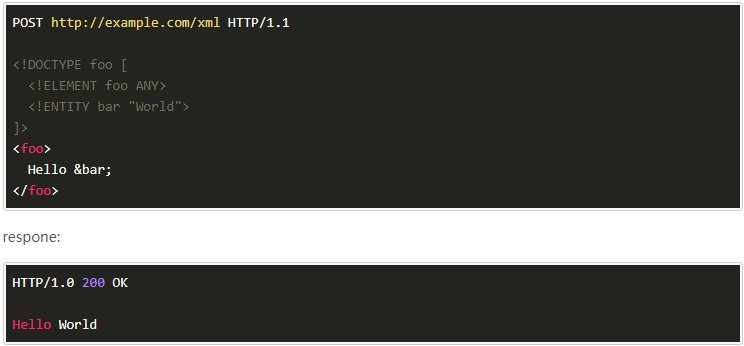 POST http://example.com/xml HTTP/1.1
<!DOCTYPE foo [
<!ELEMENT foo ANY>
<!ENTITY bar "World">
]>
<foo>
Hello &bar;
</foo>
respone:
HTTP/1.0 200 OK
Hello World